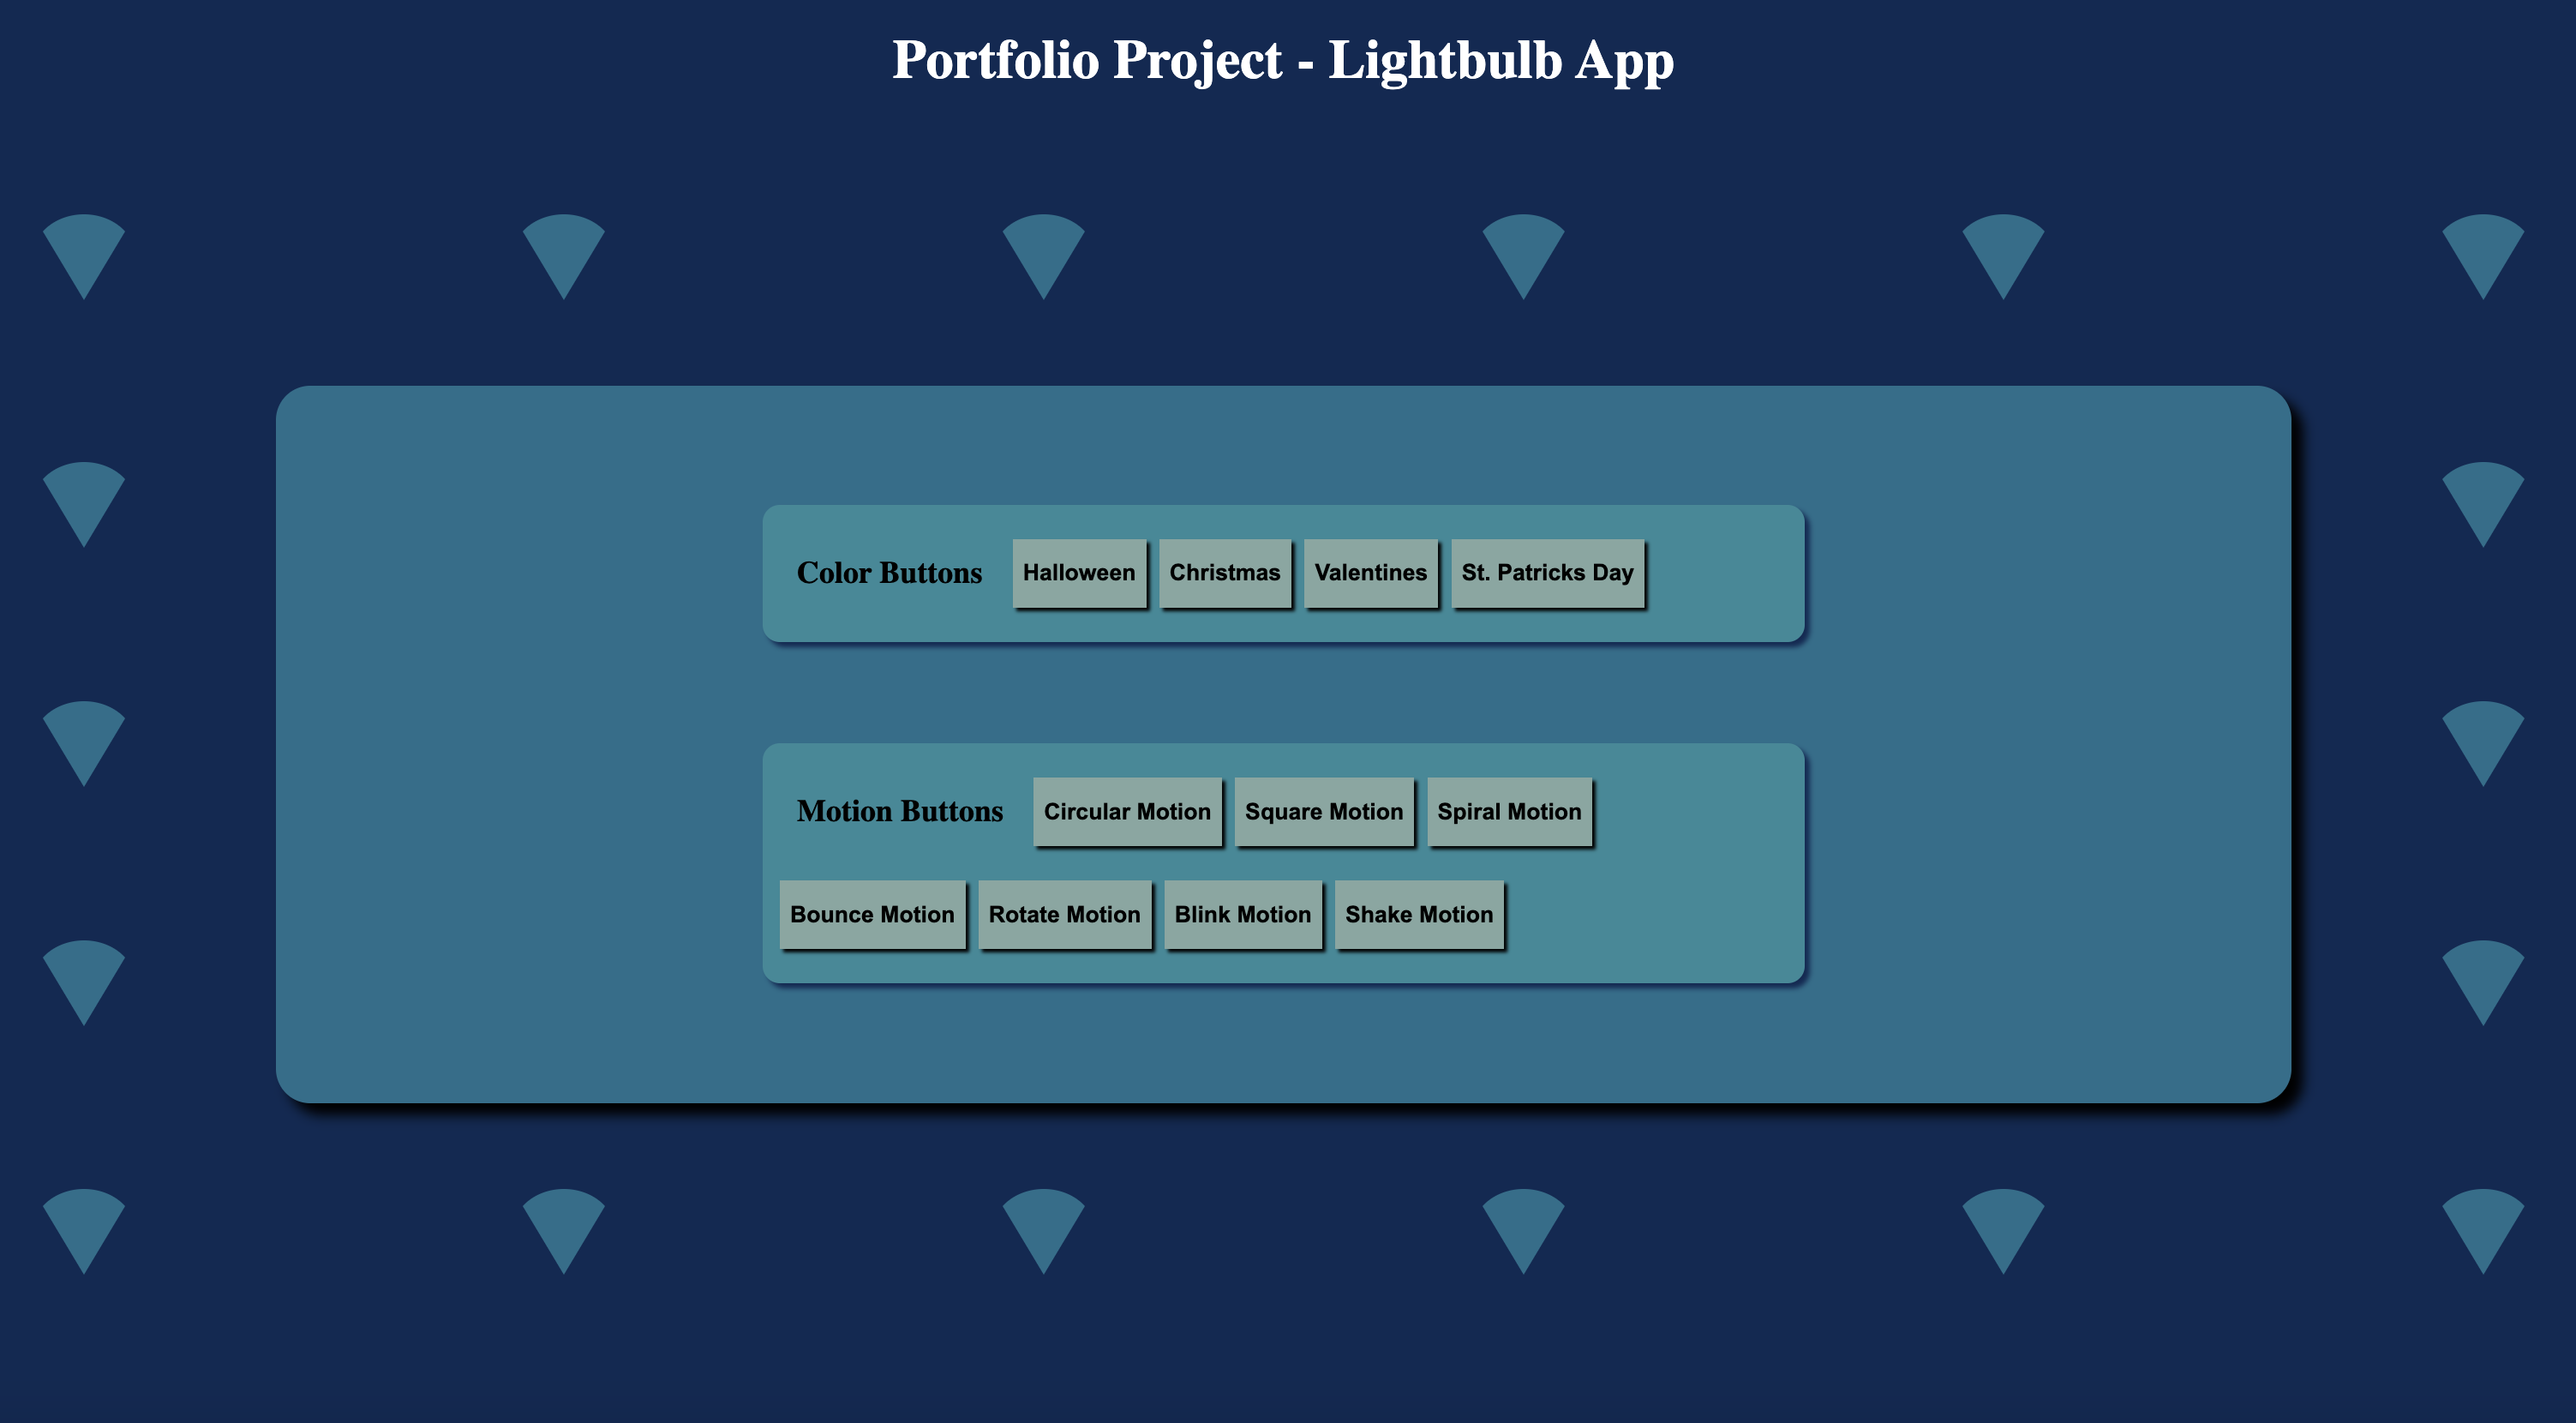 Portfolio Project - Lightbulb App
Color Buttons Halloween Christmas Valentines St. Patricks Day
Motion Buttons Circular Motion Square Motion Spiral Motion
Bounce Motion Rotate Motion Blink Motion Shake Motion